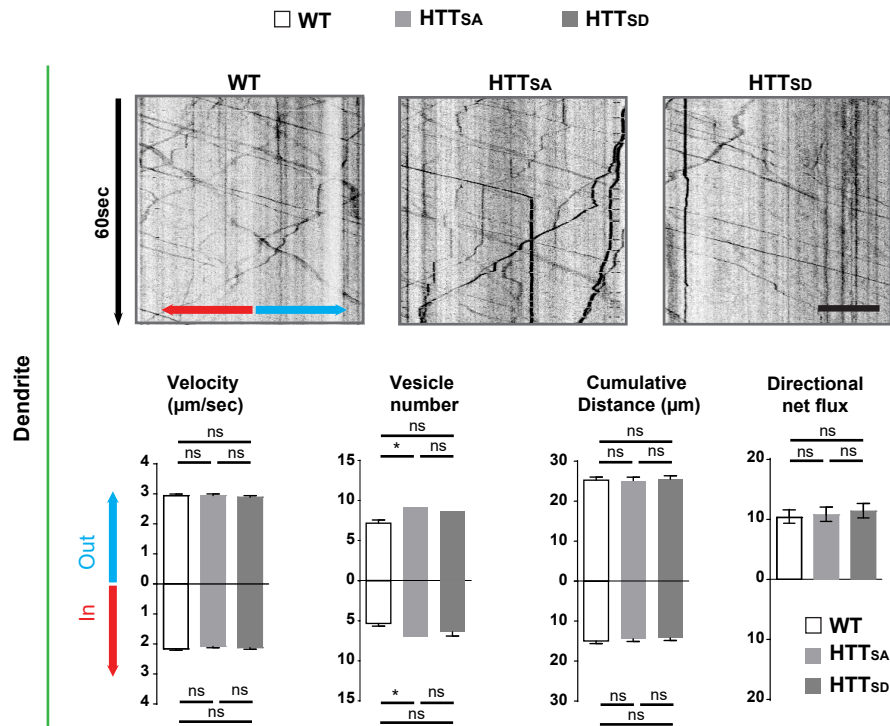 WT HTTSA HTTSD
WT HTTSA HTTSD
60sec
Dendrite
Velocity (µm/sec)
ns
ns ns
4
3
2
1
0
1
2
3
4
ns ns
ns
Out
In
Vesicle number
ns
* ns
15
10
5
0
5
10
15
* ns
ns
Cumulative Distance (µm)
ns
ns ns
30
20
10
0
10
20
30
ns ns
ns
Directional net flux
ns
ns ns
20
10
0
10
20
WT
HTTSA
HTTSD